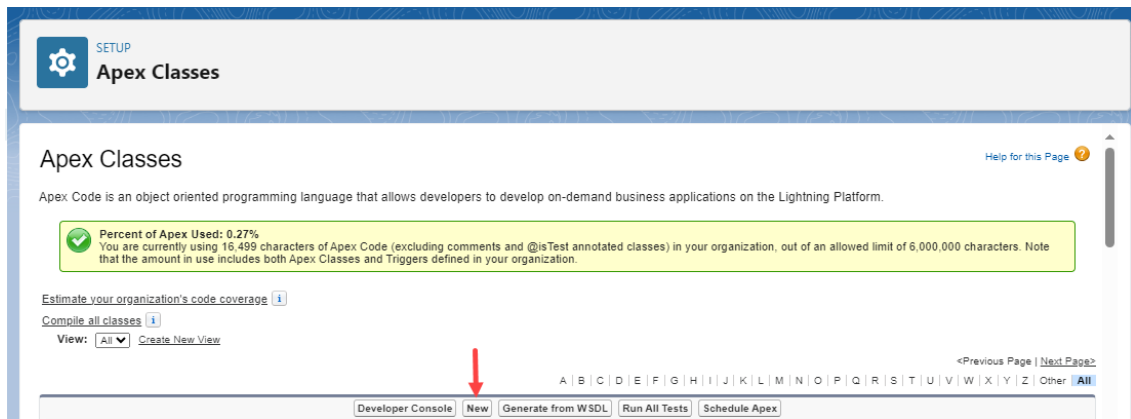 SETUP
Apex Classes
Apex Classes
Help for this Page ?
Apex Code is an object oriented programming language that allows developers to develop on-demand business applications on the Lightning Platform.
Percent of Apex Used: 0.27%
You are currently using 16,499 characters of Apex Code (excluding comments and @isTest annotated classes) in your organization, out of an allowed limit of 6,000,000 characters. Note
that the amount in use includes both Apex Classes and Triggers defined in your organization.
Estimate your organization's code coverage i
Compile all classes i
View: All Create New View
<Previous Page | Next Page>
A | B | C | D | E | F | G | H | I | J | K | L | M | N | O | P | Q | R | S | T | U | V | W | X | Y | Z | Other All
Developer Console New Generate from WSDL Run All Tests Schedule Apex